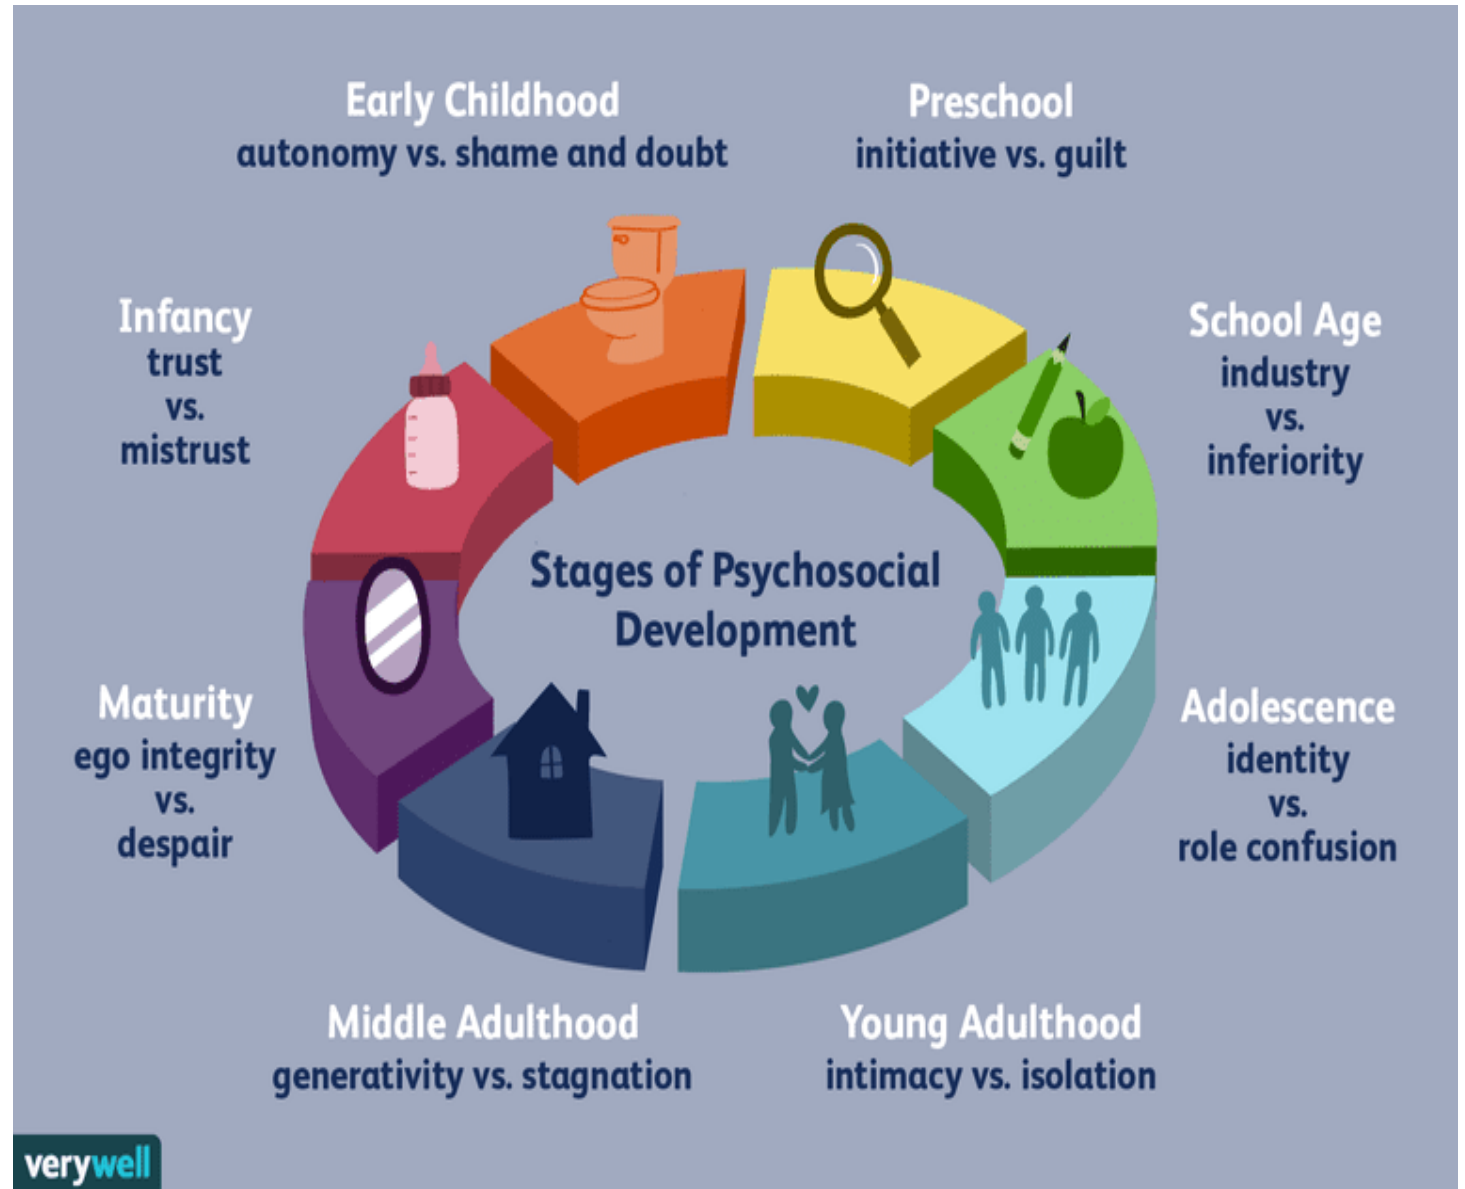 Early Childhood
autonomy vs. shame and doubt
Preschool
initiative vs. guilt
Infancy
trust
vs.
mistrust
School Age
industry
vs.
inferiority
Stages of Psychosocial
Development
Maturity
ego integrity
vs.
despair
Adolescence
identity
vs.
role confusion
Middle Adulthood
generativity vs. stagnation
Young Adulthood
intimacy vs. isolation
verywell